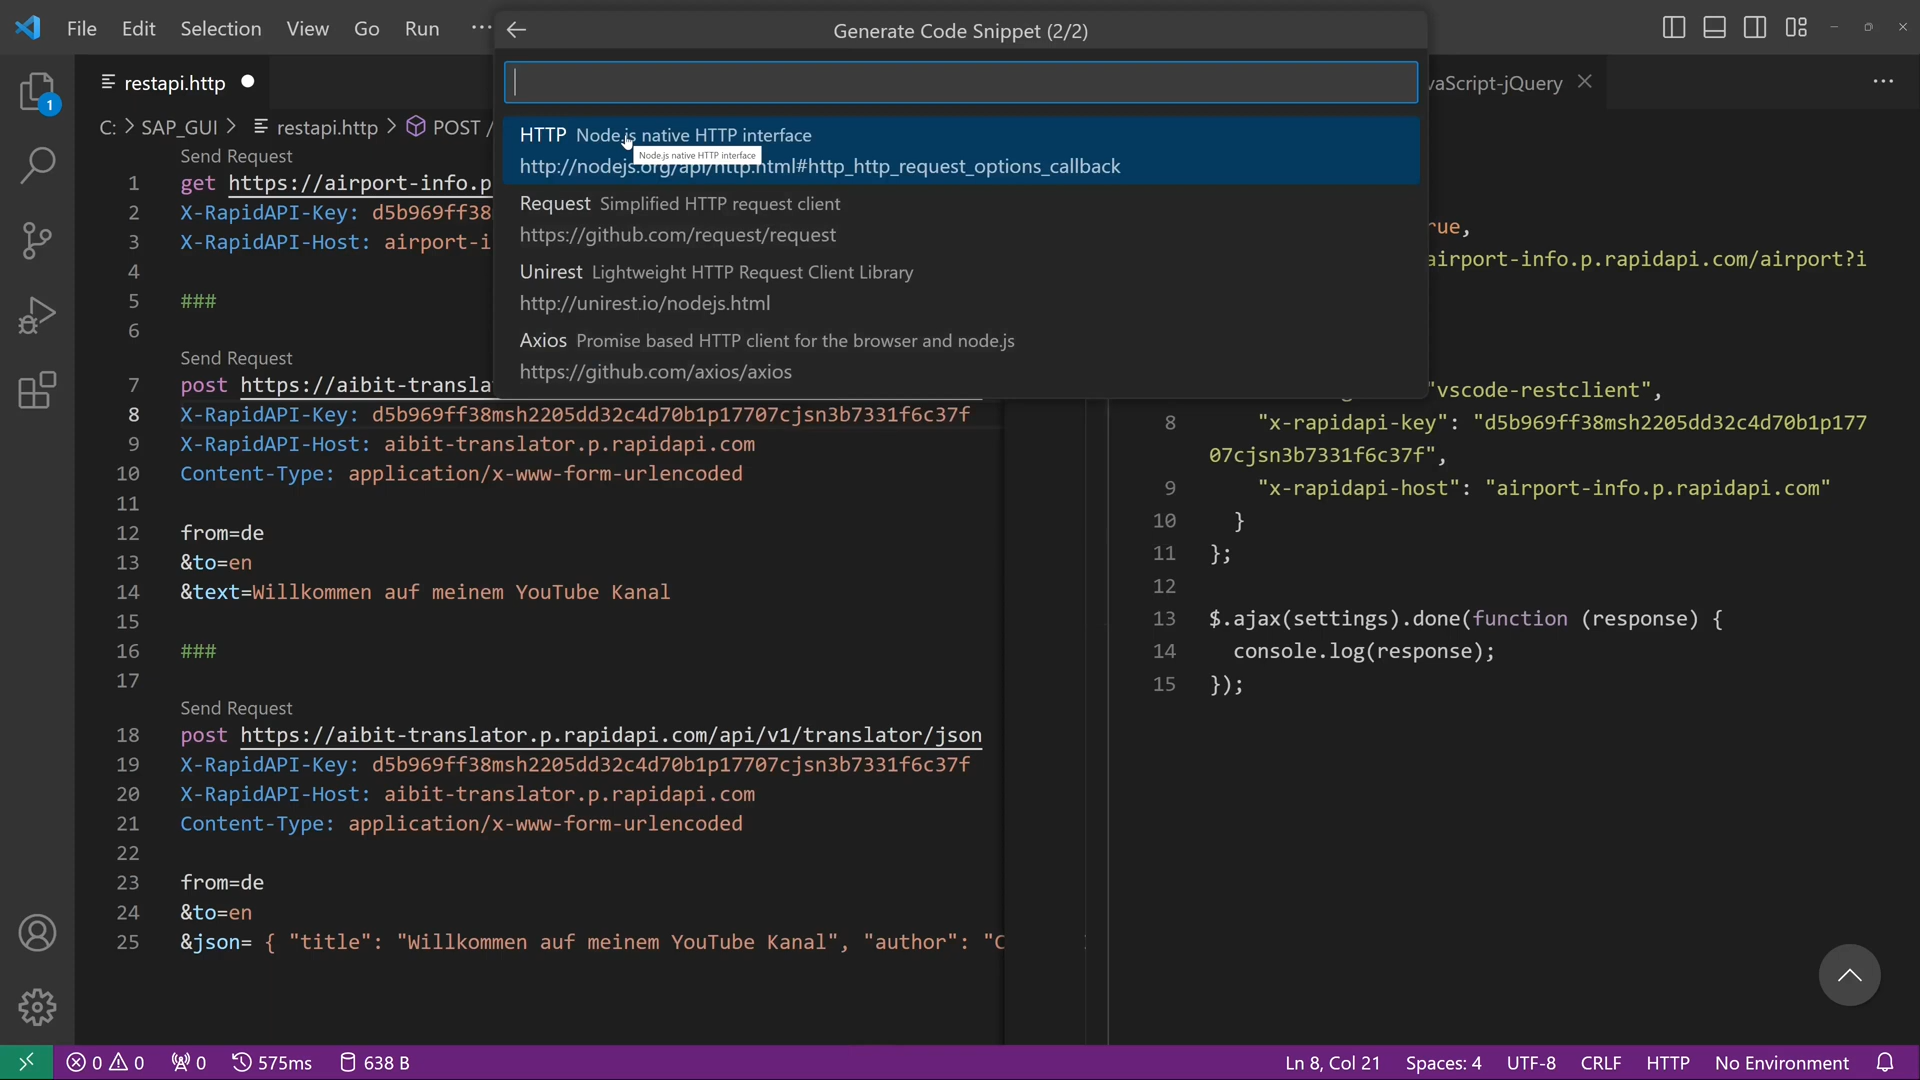 File Edit Selection View Go Run ···
Generate Code Snippet (2/2)
restapi.http
vaScript-jQuery
C: > SAP_GUI > restapi.http > POST /
HTTP Node.js native HTTP interface
Node.js native HTTP interface
http://nodejs.org/api/http.html#http_http_request_options_callback
Request Simplified HTTP request client
https://github.com/request/request
Unirest Lightweight HTTP Request Client Library
http://unirest.io/nodejs.html
Axios Promise based HTTP client for the browser and node.js
https://github.com/axios/axios
1
Send Request
1 get https://airport-info.p
2 X-RapidAPI-Key: d5b969ff38
3 X-RapidAPI-Host: airport-i
4
5 ###
6
Send Request
7 post https://aibit-transla
8 X-RapidAPI-Key: d5b969ff38msh2205dd32c4d70b1p17707cjsn3b7331f6c37f
9 X-RapidAPI-Host: aibit-translator.p.rapidapi.com
10 Content-Type: application/x-www-form-urlencoded
11
12 from=de
13 &to=en
14 &text=Willkommen auf meinem YouTube Kanal
15
16 ###
17
Send Request
18 post https://aibit-translator.p.rapidapi.com/api/v1/translator/json
19 X-RapidAPI-Key: d5b969ff38msh2205dd32c4d70b1p17707cjsn3b7331f6c37f
20 X-RapidAPI-Host: aibit-translator.p.rapidapi.com
21 Content-Type: application/x-www-form-urlencoded
22
23 from=de
24 &to=en
25 &json= { "title": "Willkommen auf meinem YouTube Kanal", "author": "C
rue,
airport-info.p.rapidapi.com/airport?i
"vscode-restclient",
8 "x-rapidapi-key": "d5b969ff38msh2205dd32c4d70b1p177
07cjsn3b7331f6c37f",
9 "x-rapidapi-host": "airport-info.p.rapidapi.com"
10 }
11 };
12
13 $.ajax(settings).done(function (response) {
14 console.log(response);
15 });
0 0 0 575ms 638 B
Ln 8, Col 21 Spaces: 4 UTF-8 CRLF HTTP No Environment